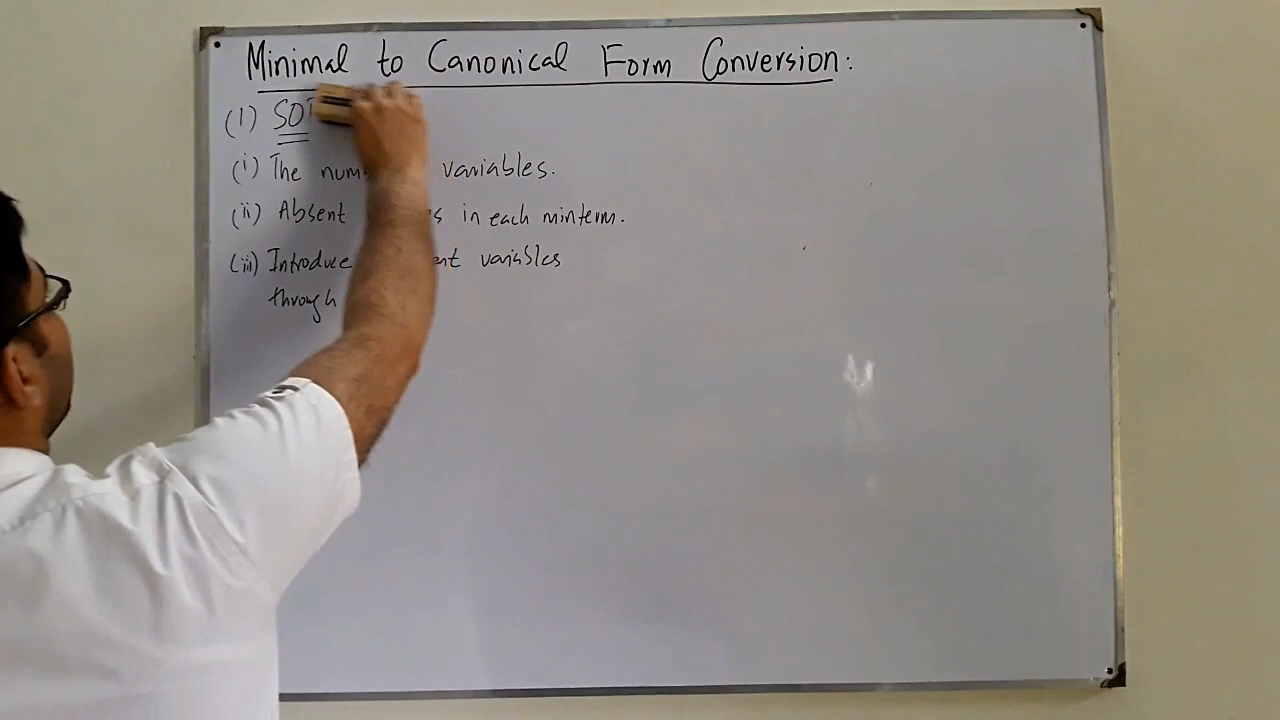 Minimal to Canonical Form Conversion:
(1) SO
(i) The num variables.
(ii) Absent in each minterm.
(iii) Introduce variables
through